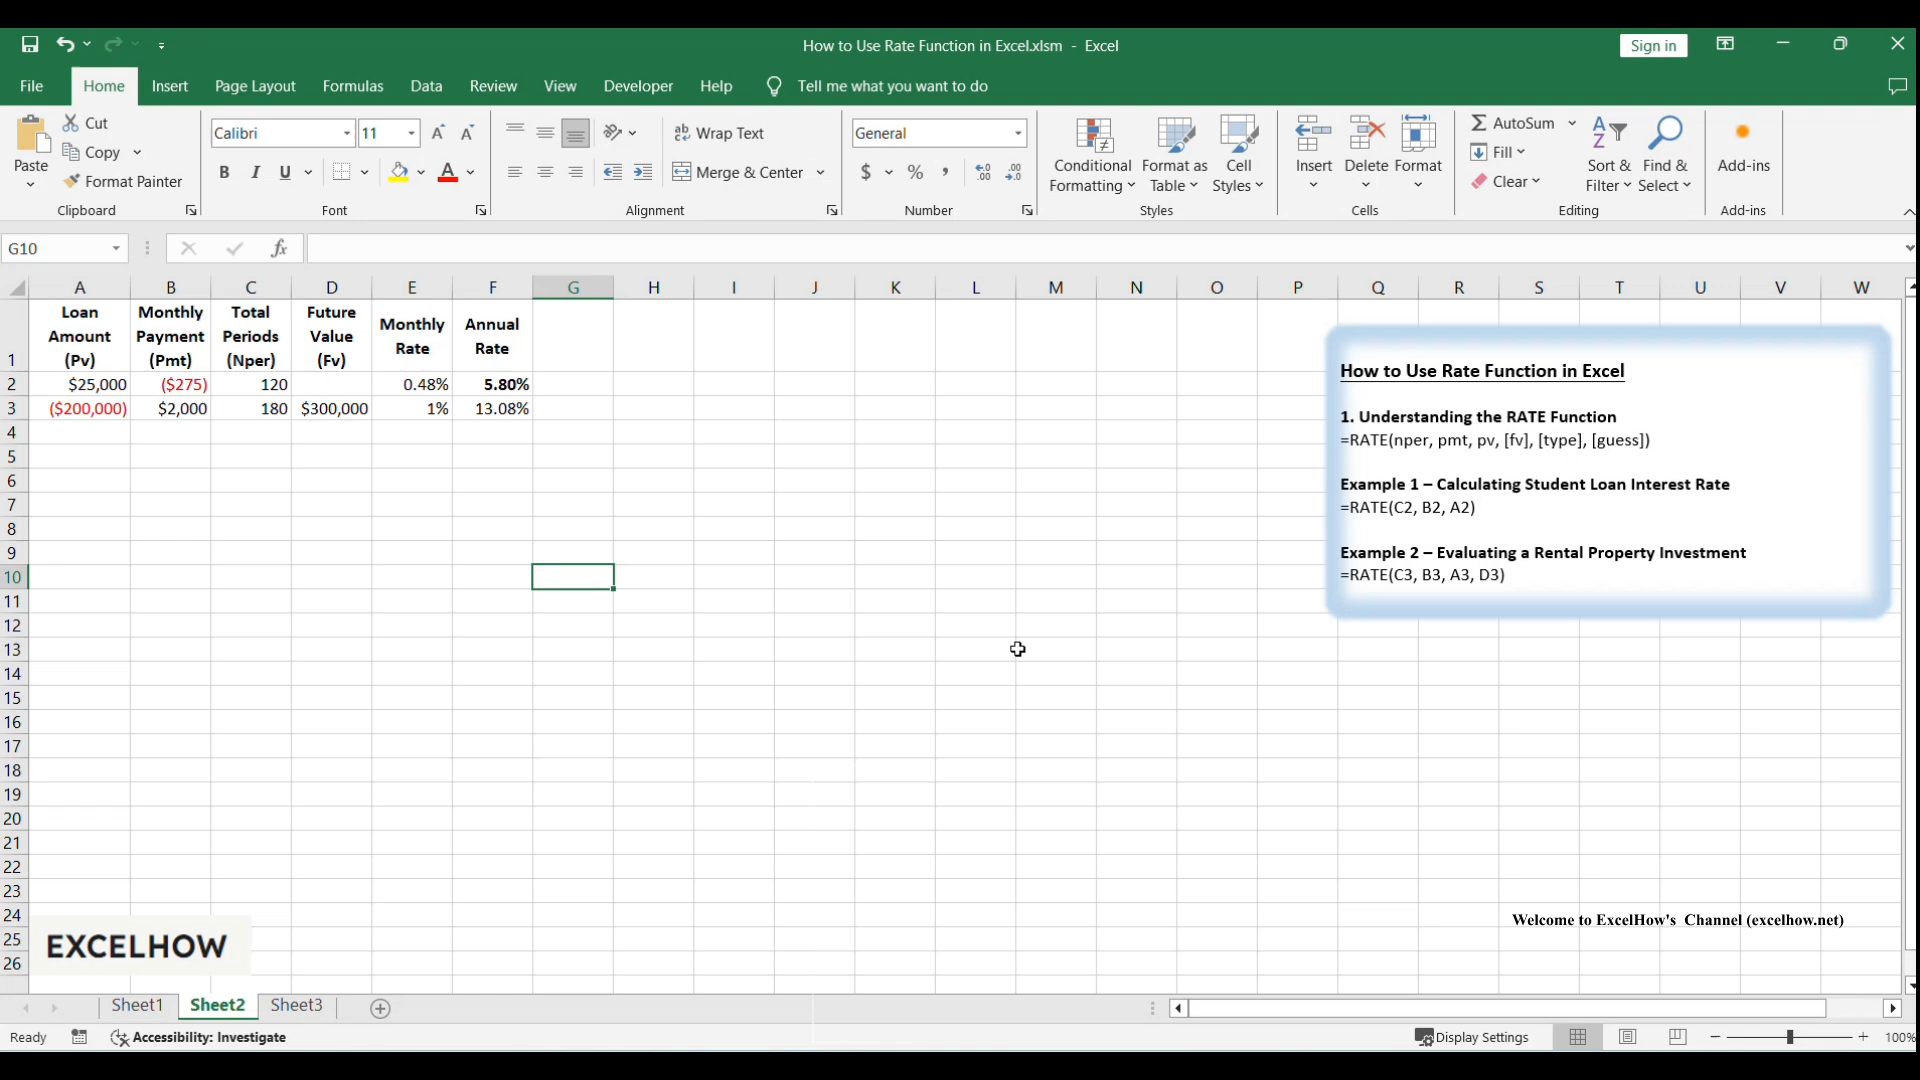 How to Use Rate Function in Excel.xlsm - Excel
Sign in
File Home Insert Page Layout Formulas Data Review View Developer Help Tell me what you want to do
Paste
Cut
Copy
Format Painter
Clipboard
Calibri 11
A A
B I U A
Font
ab Wrap Text
Merge & Center
Alignment
General
$ % ,
Number
Conditional
Formatting
Format as
Table
Cell
Styles
Styles
Insert
Delete
Format
Cells
AutoSum
Fill
Clear
Sort &
Filter
Find &
Select
Editing
Add-ins
Add-ins
G10
fx
A B C D E F G H I J K L M N O P Q R S T U V W
1
Loan
Amount
(Pv)
Monthly
Payment
(Pmt)
Total
Periods
(Nper)
Future
Value
(Fv)
Monthly
Rate
Annual
Rate
2 $25,000 ($275) 120 0.48% 5.80%
3 ($200,000) $2,000 180 $300,000 1% 13.08%
4
5
6
7
8
9
10
11
12
13
14
15
16
17
18
19
20
21
22
23
24
25
26
How to Use Rate Function in Excel
1. Understanding the RATE Function
=RATE(nper, pmt, pv, [fv], [type], [guess])
Example 1 – Calculating Student Loan Interest Rate
=RATE(C2, B2, A2)
Example 2 – Evaluating a Rental Property Investment
=RATE(C3, B3, A3, D3)
Welcome to ExcelHow's Channel (excelhow.net)
EXCELHOW
Sheet1 Sheet2 Sheet3
Ready
Accessibility: Investigate
Display Settings
100%